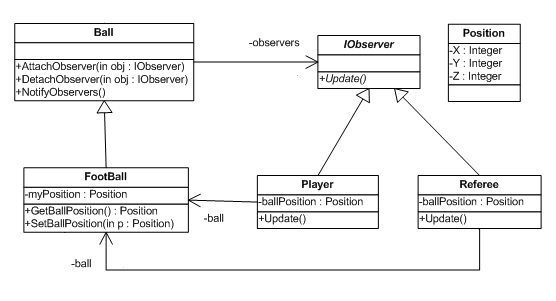 Ball
+AttachObserver(in obj : IObserver)
+DetachObserver(in obj : IObserver)
+NotifyObservers()
-observers
IObserver
+Update()
Position
-X : Integer
-Y : Integer
-Z : Integer
FootBall
-myPosition : Position
+GetBallPosition() : Position
+SetBallPosition(in p : Position)
-ball
Player
-ballPosition : Position
+Update()
Referee
-ballPosition : Position
+Update()
-ball